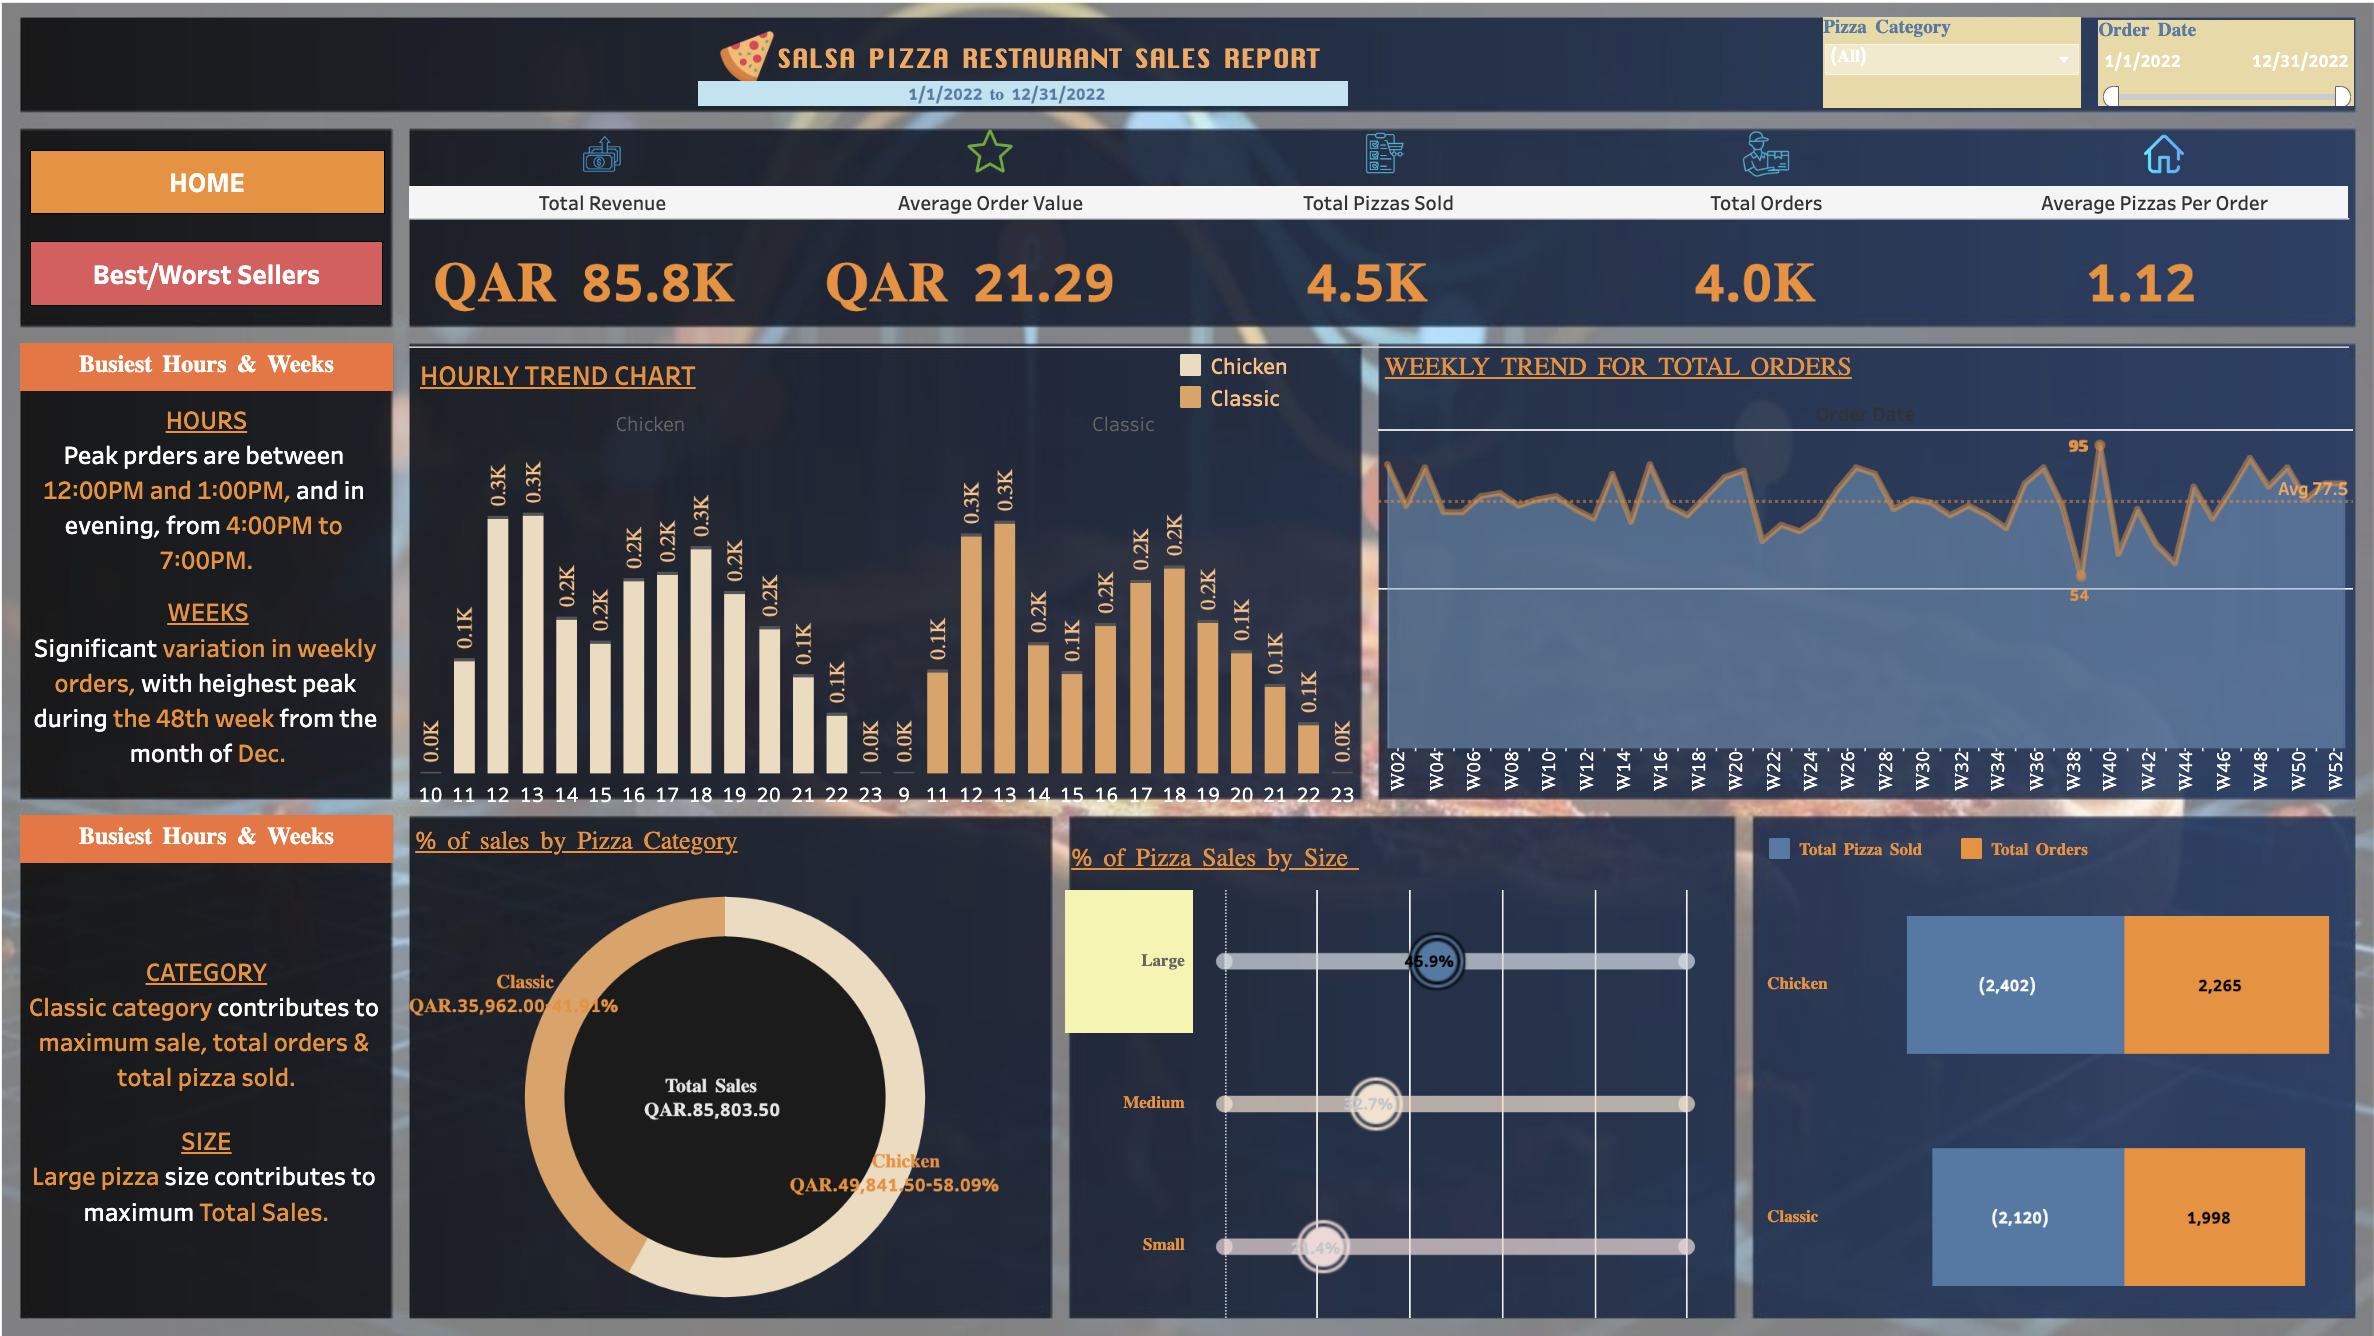 SALSA PIZZA RESTAURANT SALES REPORT
1/1/2022 to 12/31/2022
Pizza Category
(All)
Order Date
1/1/2022 12/31/2022
HOME
Best/Worst Sellers
Total Revenue Average Order Value Total Pizzas Sold Total Orders Average Pizzas Per Order
QAR 85.8K QAR 21.29 4.5K 4.0K 1.12
Busiest Hours & Weeks
HOURS
Peak prders are between
12:00PM and 1:00PM, and in
evening, from 4:00PM to
7:00PM.
WEEKS
Significant variation in weekly
orders, with heighest peak
during the 48th week from the
month of Dec.
HOURLY TREND CHART
Chicken
Classic
Chicken Classic
0.0K 0.1K 0.3K 0.3K 0.2K 0.2K 0.2K 0.2K 0.3K 0.2K 0.2K 0.1K 0.1K 0.0K 0.0K 0.1K 0.3K 0.3K 0.2K 0.1K 0.2K 0.2K 0.2K 0.2K 0.1K 0.1K 0.1K 0.0K
10 11 12 13 14 15 16 17 18 19 20 21 22 23 9 11 12 13 14 15 16 17 18 19 20 21 22 23
WEEKLY TREND FOR TOTAL ORDERS
Order Date
95
Avg 77.5
54
W02 W04 W06 W08 W10 W12 W14 W16 W18 W20 W22 W24 W26 W28 W30 W32 W34 W36 W38 W40 W42 W44 W46 W48 W50 W52
Busiest Hours & Weeks
CATEGORY
Classic category contributes to
maximum sale, total orders &
total pizza sold.
SIZE
Large pizza size contributes to
maximum Total Sales.
% of sales by Pizza Category
Classic
QAR.35,962.00-41.91%
Total Sales
QAR.85,803.50
Chicken
QAR.49,841.50-58.09%
% of Pizza Sales by Size
Large 45.9%
Medium 32.7%
Small 21.4%
Total Pizza Sold Total Orders
Chicken (2,402) 2,265
Classic (2,120) 1,998